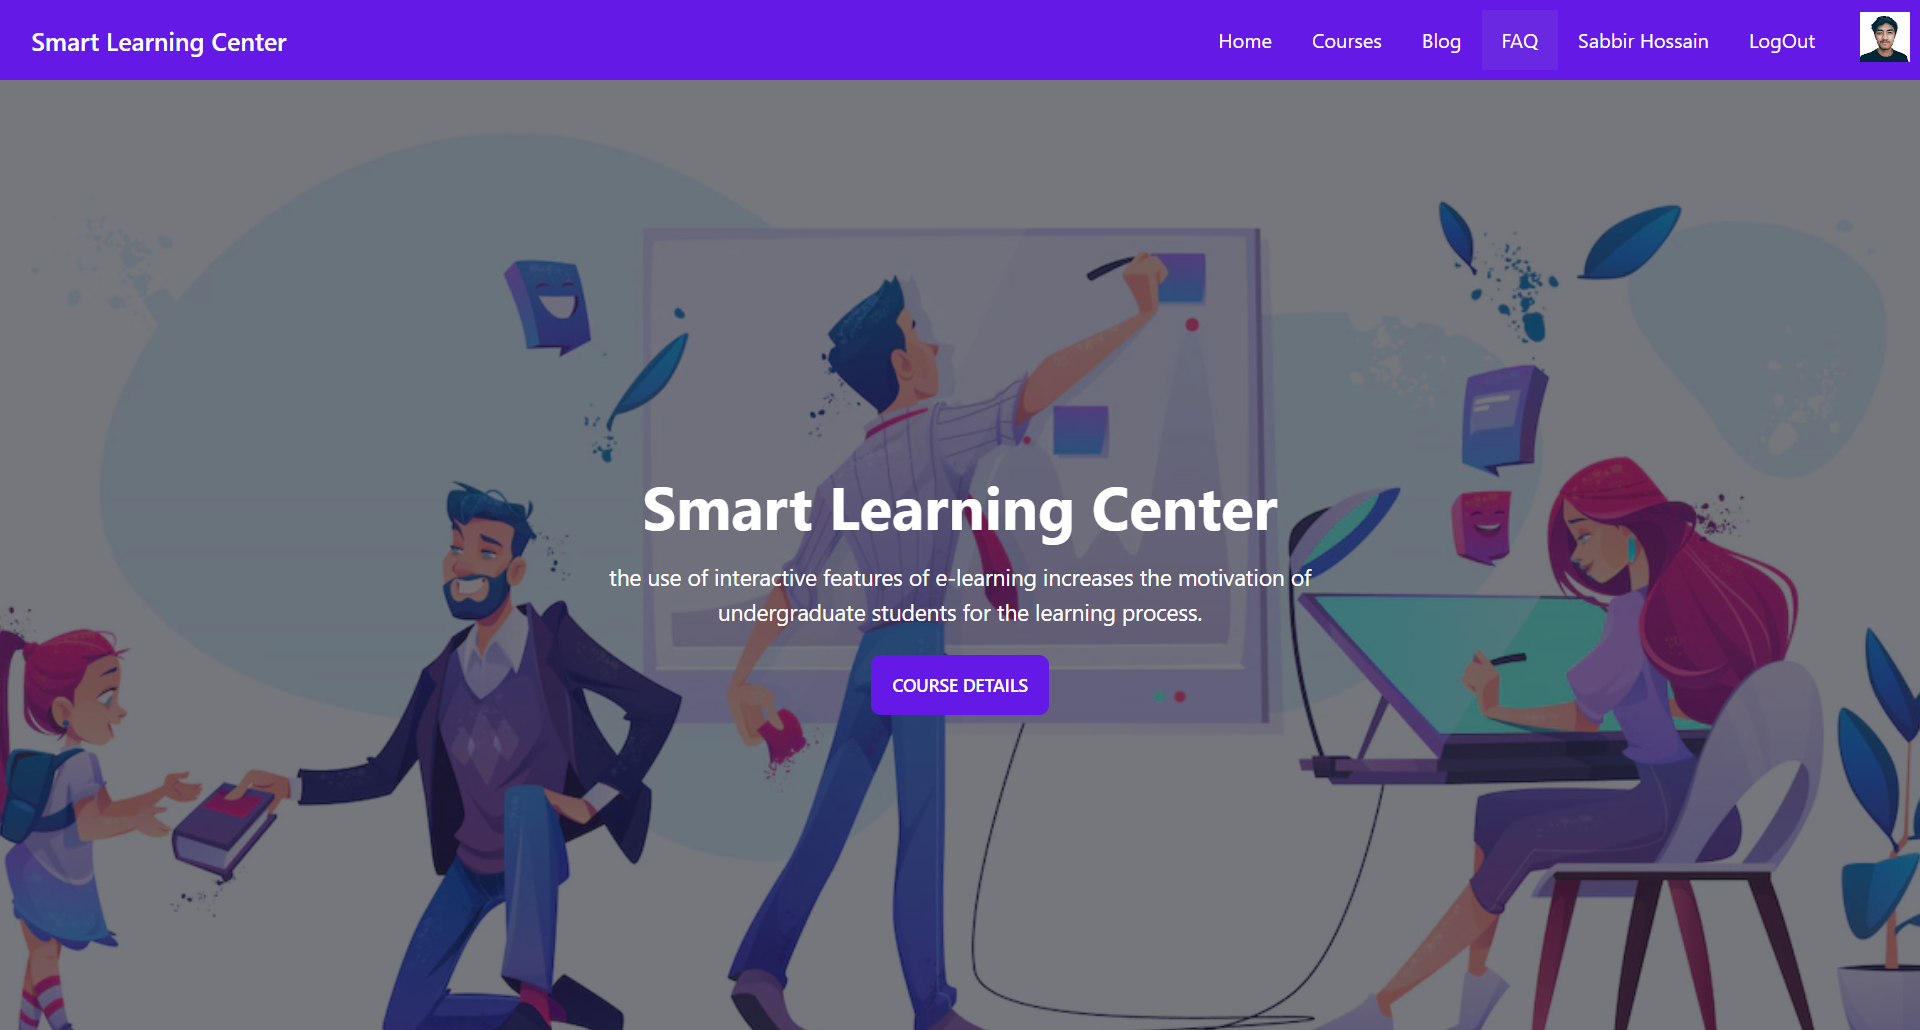 Smart Learning Center
Home Courses Blog FAQ Sabbir Hossain LogOut
Smart Learning Center
the use of interactive features of e-learning increases the motivation of
undergraduate students for the learning process.
COURSE DETAILS